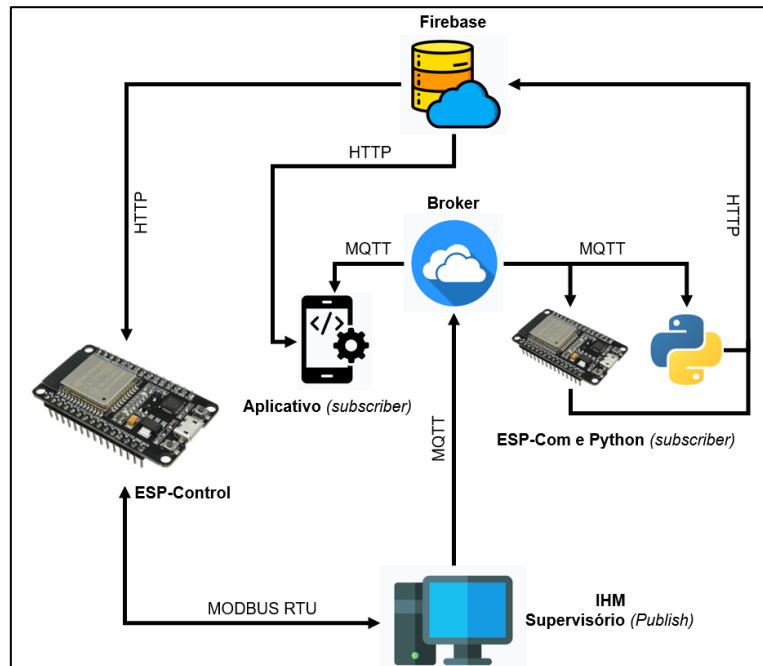 Firebase
HTTP
HTTP
HTTP
Broker
MQTT
MQTT
</>
Aplicativo (subscriber)
ESP-Com e Python (subscriber)
MQTT
ESP-Control
MODBUS RTU
IHM
Supervisório (Publish)